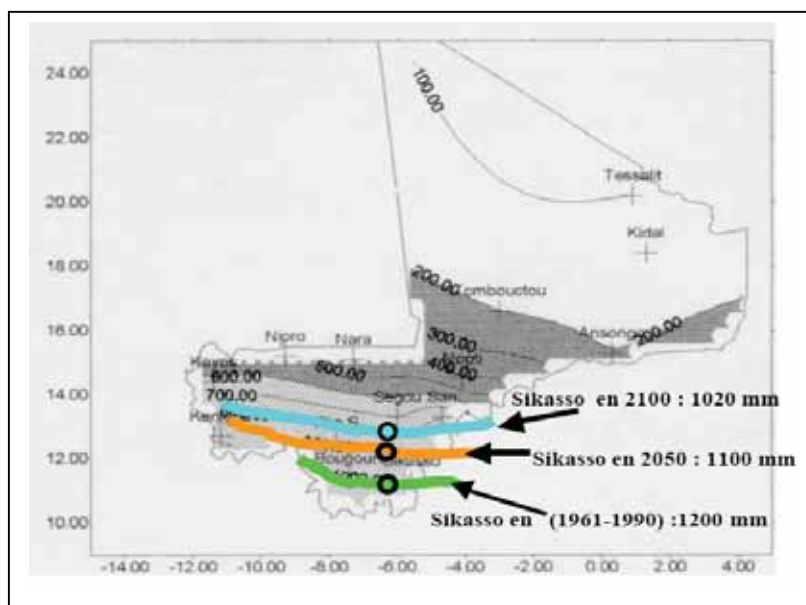 24.00
22.00
20.00
18.00
16.00
14.00
12.00
10.00
100.00
Tessalit
Kidal
200.00
Tombouctou
300.00
Ansongo
200.00
Nioro Nara
400.00
500.00
600.00
700.00
Segou San
Sikasso en 2100 : 1020 mm
Sikasso en 2050 : 1100 mm
Sikasso en (1961-1990) :1200 mm
-14.00 -12.00 -10.00 -8.00 -6.00 -4.00 -2.00 0.00 2.00 4.00